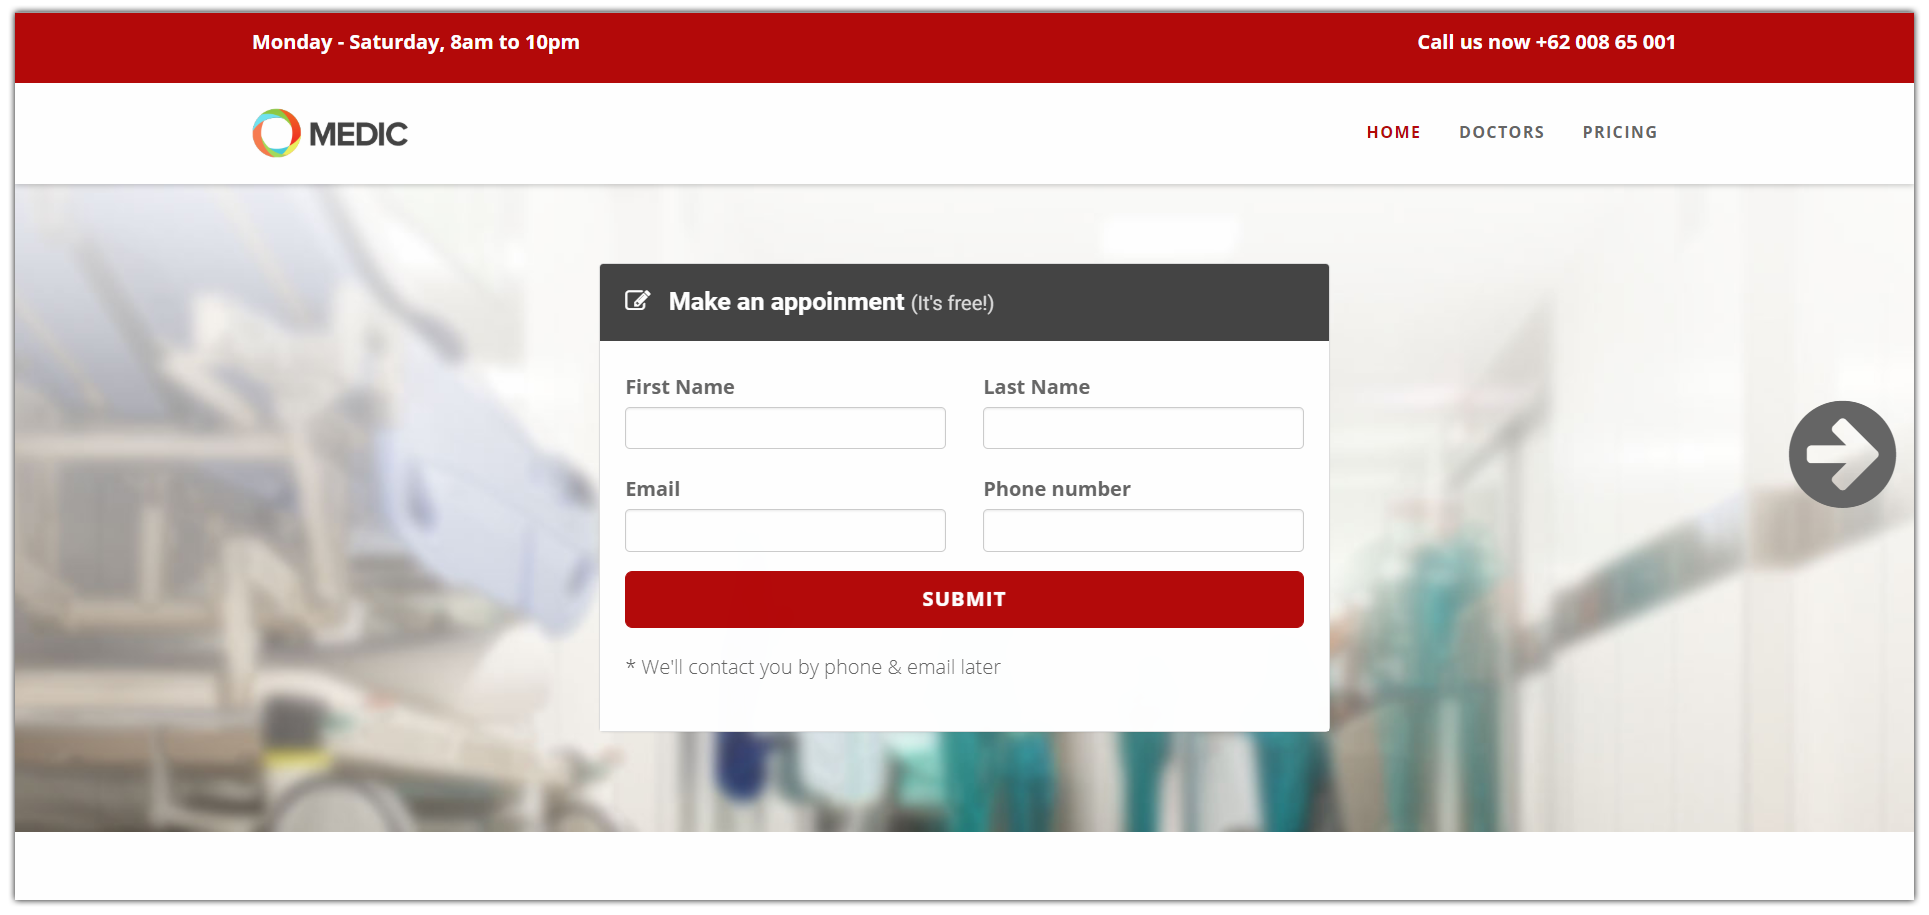 Monday - Saturday, 8am to 10pm
Call us now +62 008 65 001
MEDIC
HOME
DOCTORS
PRICING
Make an appoinment (It's free!)
First Name
Last Name
Email
Phone number
SUBMIT
* We'll contact you by phone & email later